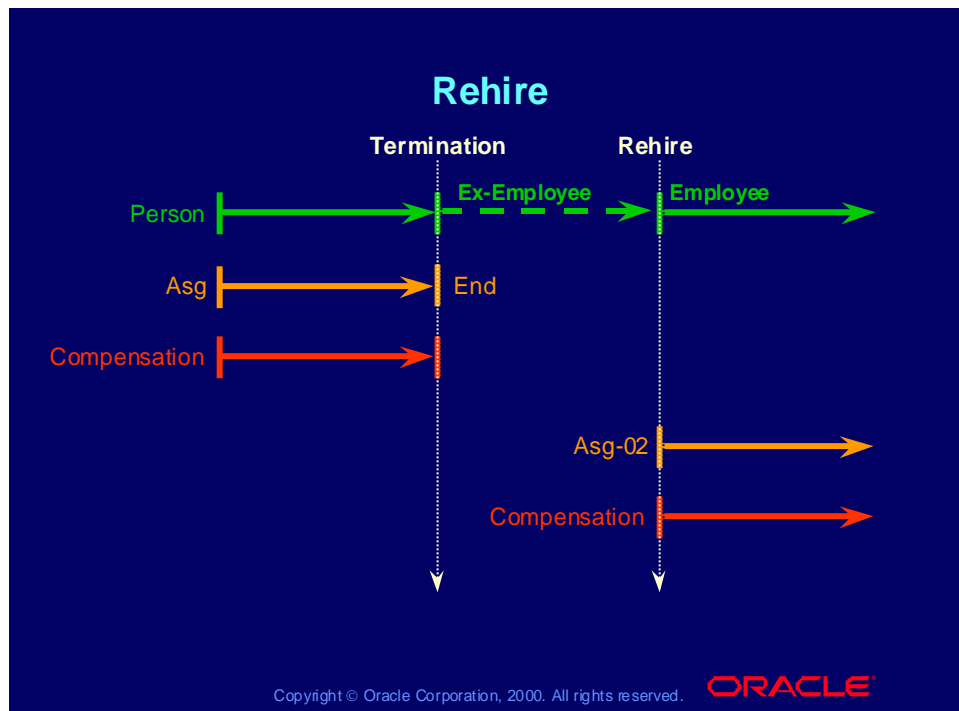 Rehire
Termination
Rehire
Person
Ex-Employee
Employee
Asg
End
Compensation
Asg-02
Compensation
Copyright © Oracle Corporation, 2000. All rights reserved.
ORACLE®